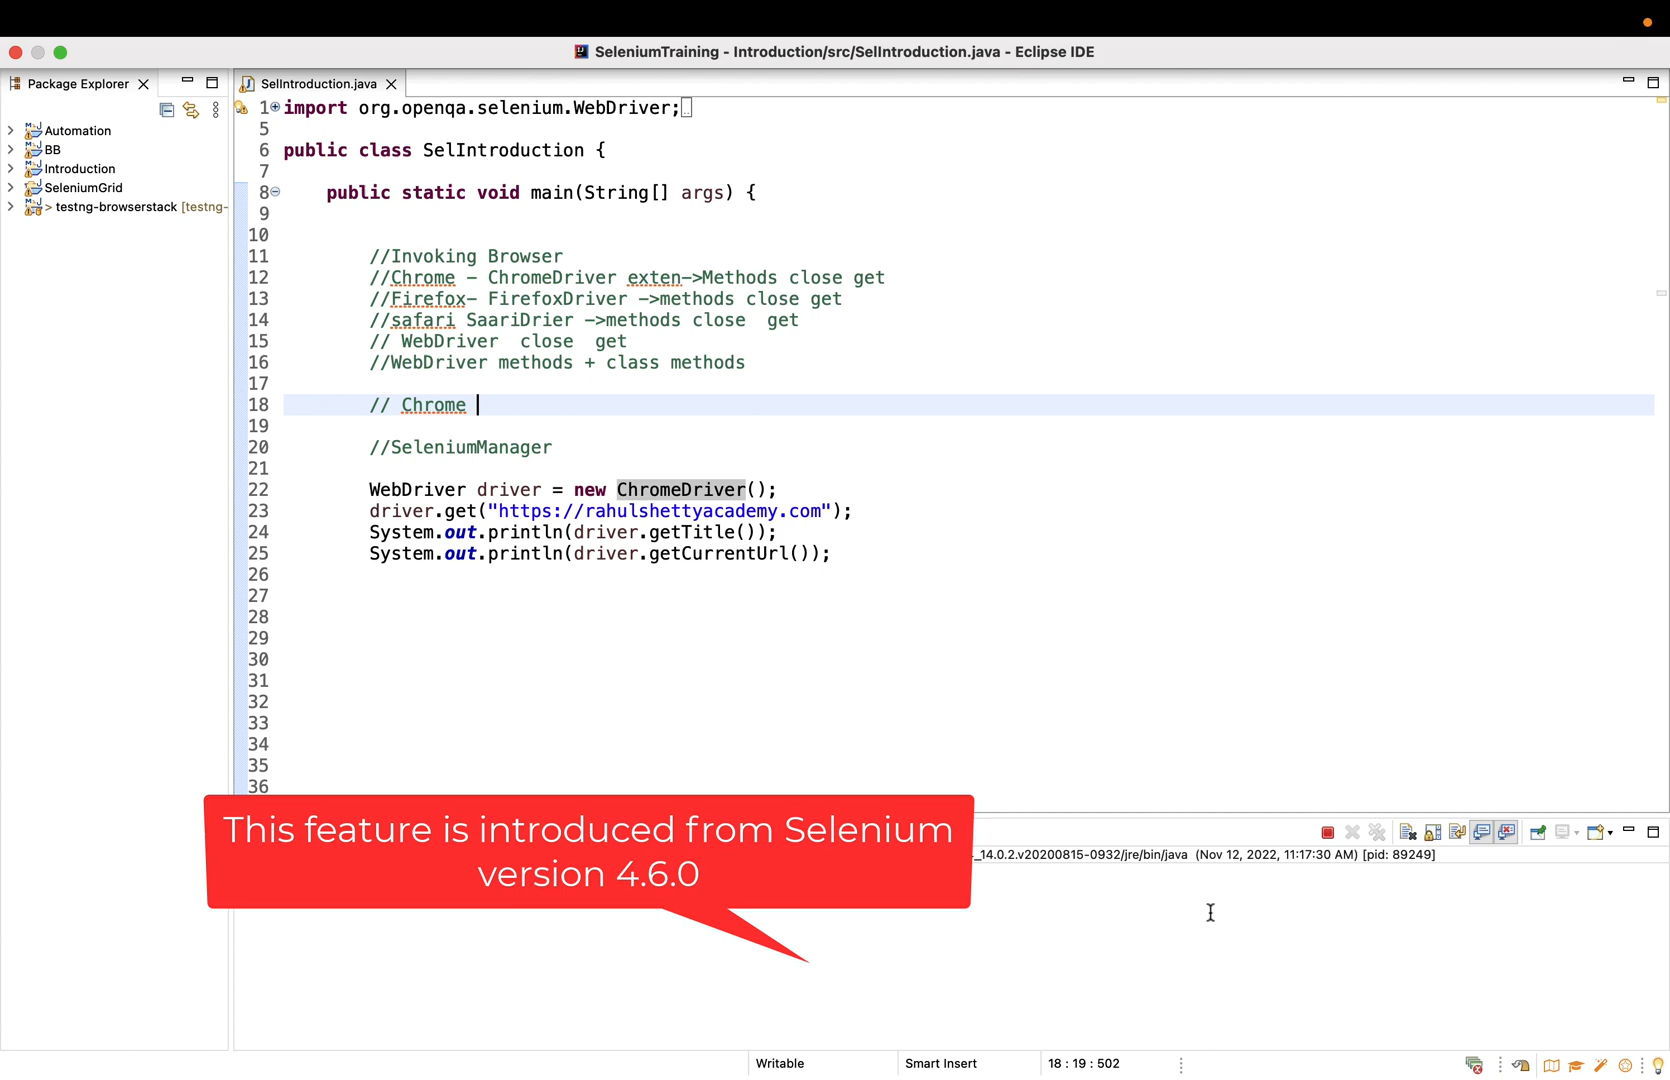 SeleniumTraining - Introduction/src/SelIntroduction.java - Eclipse IDE
Package Explorer
SelIntroduction.java
Automation
BB
Introduction
SeleniumGrid
> testng-browserstack [testng-
1 import org.openqa.selenium.WebDriver;
5
6 public class SelIntroduction {
7
8 public static void main(String[] args) {
9
10
11 //Invoking Browser
12 //Chrome - ChromeDriver exten->Methods close get
13 //Firefox- FirefoxDriver ->methods close get
14 //safari SaariDrier ->methods close  get
15 // WebDriver  close  get
16 //WebDriver methods + class methods
17
18 // Chrome
19
20 //SeleniumManager
21
22 WebDriver driver = new ChromeDriver();
23 driver.get("https://rahulshettyacademy.com");
24 System.out.println(driver.getTitle());
25 System.out.println(driver.getCurrentUrl());
26
27
28
29
30
31
32
33
34
35
36
This feature is introduced from Selenium
version 4.6.0
_14.0.2.v20200815-0932/jre/bin/java (Nov 12, 2022, 11:17:30 AM) [pid: 89249]
Writable
Smart Insert
18 : 19 : 502